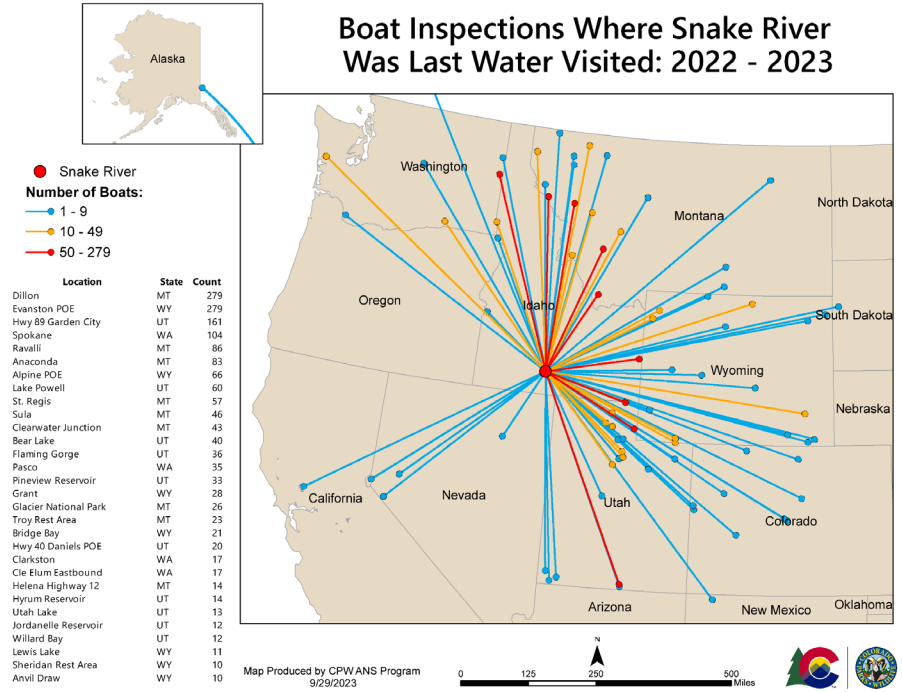 Boat Inspections Where Snake River
Was Last Water Visited: 2022 - 2023
Alaska
Snake River
Number of Boats:
1 - 9
10 - 49
50 - 279
Location State Count
Dillon MT 279
Evanston POE WY 279
Hwy 89 Garden City UT 161
Spokane WA 104
Ravalli MT 86
Anaconda MT 83
Alpine POE WY 66
Lake Powell UT 60
St. Regis MT 57
Sula MT 46
Clearwater Junction MT 43
Bear Lake UT 40
Flaming Gorge UT 36
Pasco WA 35
Pineview Reservoir UT 33
Grant WY 28
Glacier National Park MT 26
Troy Rest Area MT 23
Bridge Bay WY 21
Hwy 40 Daniels POE UT 20
Clarkston WA 17
Cle Elum Eastbound WA 17
Helena Highway 12 MT 14
Hyrum Reservoir UT 14
Utah Lake UT 13
Jordanelle Reservoir UT 12
Willard Bay UT 12
Lewis Lake WY 11
Sheridan Rest Area WY 10
Anvil Draw WY 10
Washington
North Dakota
Montana
Oregon
Idaho
South Dakota
Wyoming
Nebraska
California
Nevada
Utah
Colorado
Arizona
New Mexico
Oklahoma
Map Produced by CPW ANS Program
9/29/2023
N
0 125 250 500
Miles